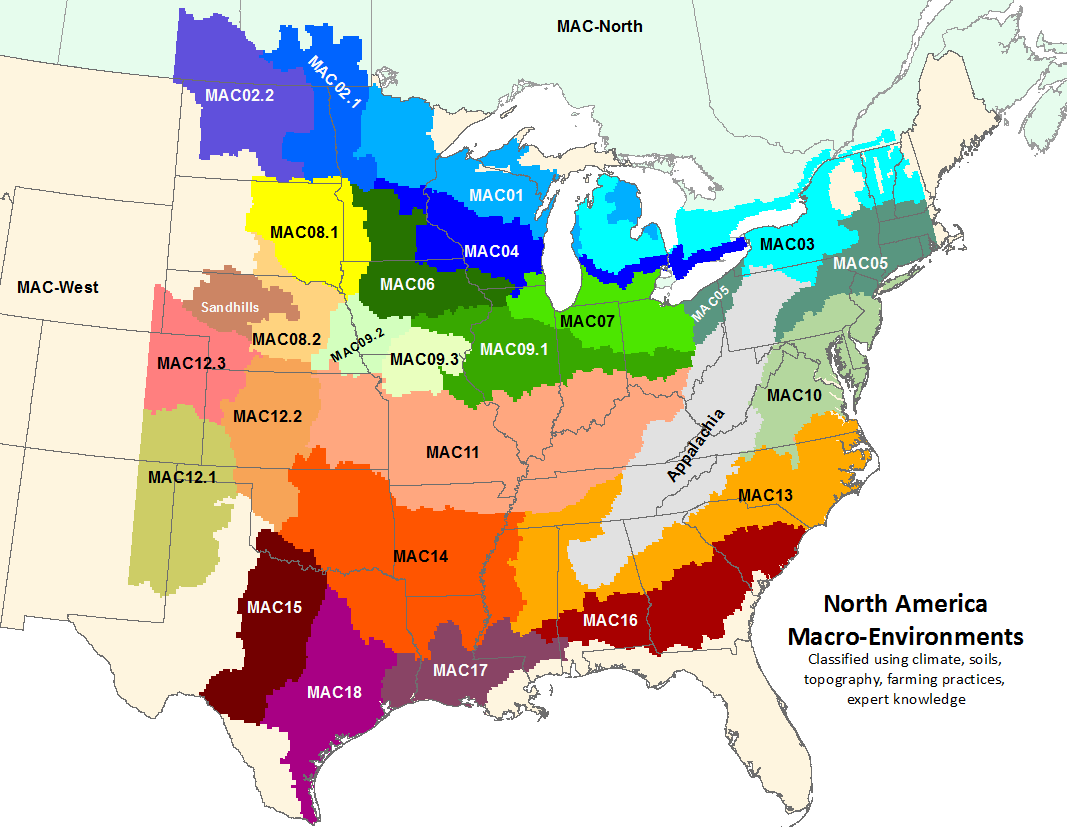 MAC-North
MAC02.2
MAC02.1
MAC01
MAC08.1
MAC04
MAC03
MAC05
MAC-West
MAC06
Sandhills
MAC05
MAC07
MAC08.2
MAC09.2
MAC09.3
MAC09.1
MAC12.3
MAC10
MAC12.2
MAC11
Appalachia
MAC12.1
MAC13
MAC14
MAC15
MAC16
North America
Macro-Environments
Classified using climate, soils,
topography, farming practices,
expert knowledge
MAC17
MAC18